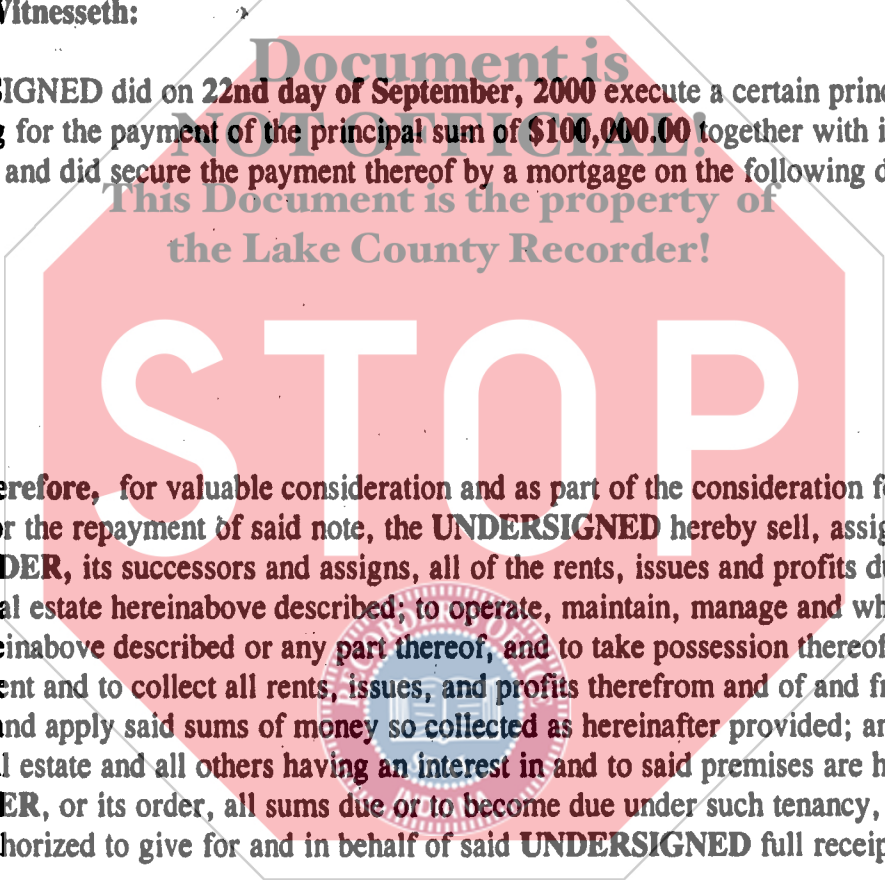 Witnesseth:
Document is
SIGNED did on 22nd day of September, 2000 execute a certain princ
for the payment of the principal sum of $100,000.00 together with i
NOT OFFICIAL!
and did secure the payment thereof by a mortgage on the following d
This Document is the property of
the Lake County Recorder!
STOP
erefore, for valuable consideration and as part of the consideration f
or the repayment of said note, the UNDERSIGNED hereby sell, assig
DER, its successors and assigns, all of the rents, issues and profits d
al estate hereinabove described; to operate, maintain, manage and wh
einabove described or any part thereof, and to take possession thereof
ent and to collect all rents, issues, and profits therefrom and of and f
and apply said sums of money so collected as hereinafter provided; a
l estate and all others having an interest in and to said premises are h
ER, or its order, all sums due or to become due under such tenancy,
horized to give for and in behalf of said UNDERSIGNED full receip